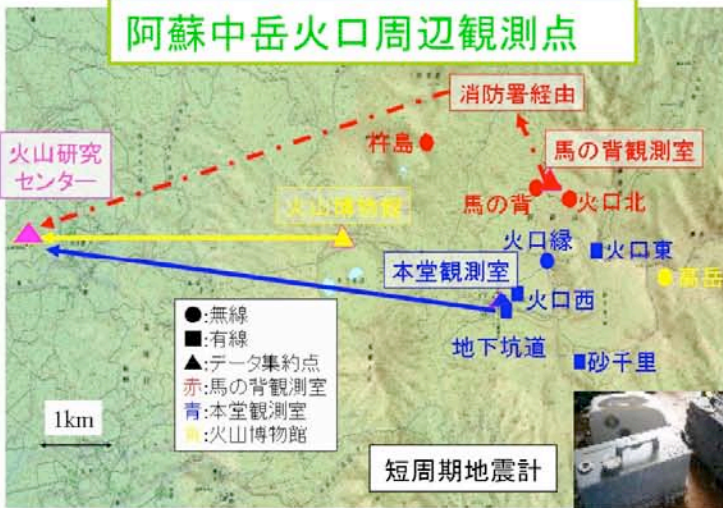 阿蘇中岳火口周辺観測点
消防署経由
杵島
馬の背観測室
火山研究
センター
馬の背
火口北
火山博物館
火口縁
火口東
本堂観測室
高岳
火口西
地下坑道
砂千里
●:無線
■:有線
▲:データ集約点
赤:馬の背観測室
青:本堂観測室
黄:火山博物館
1km
短周期地震計